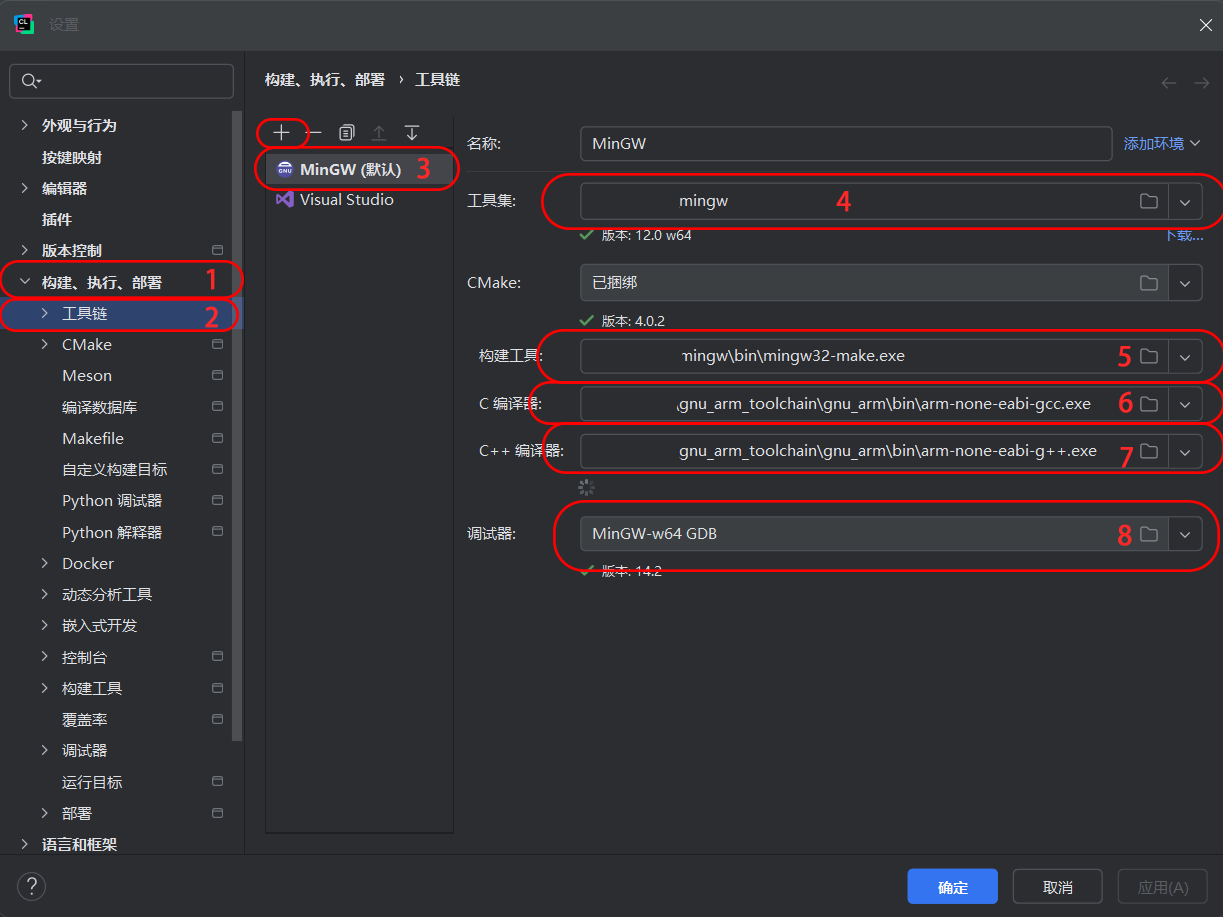 CL
设置
构建、执行、部署 › 工具链
外观与行为
按键映射
编辑器
插件
版本控制
构建、执行、部署 1
工具链 2
CMake
Meson
编译数据库
Makefile
自定义构建目标
Python 调试器
Python 解释器
Docker
动态分析工具
嵌入式开发
控制台
构建工具
覆盖率
调试器
运行目标
部署
语言和框架
GNU MinGW (默认) 3
Visual Studio
名称: MinGW 添加环境
工具集: mingw 4
版本: 12.0 w64 下载...
CMake: 已捆绑
版本: 4.0.2
构建工具: mingw\bin\mingw32-make.exe 5
C 编译器: \gnu_arm_toolchain\gnu_arm\bin\arm-none-eabi-gcc.exe 6
C++ 编译器: gnu_arm_toolchain\gnu_arm\bin\arm-none-eabi-g++.exe 7
调试器: MinGW-w64 GDB 8
版本: 14.2
?
确定 取消 应用(A)